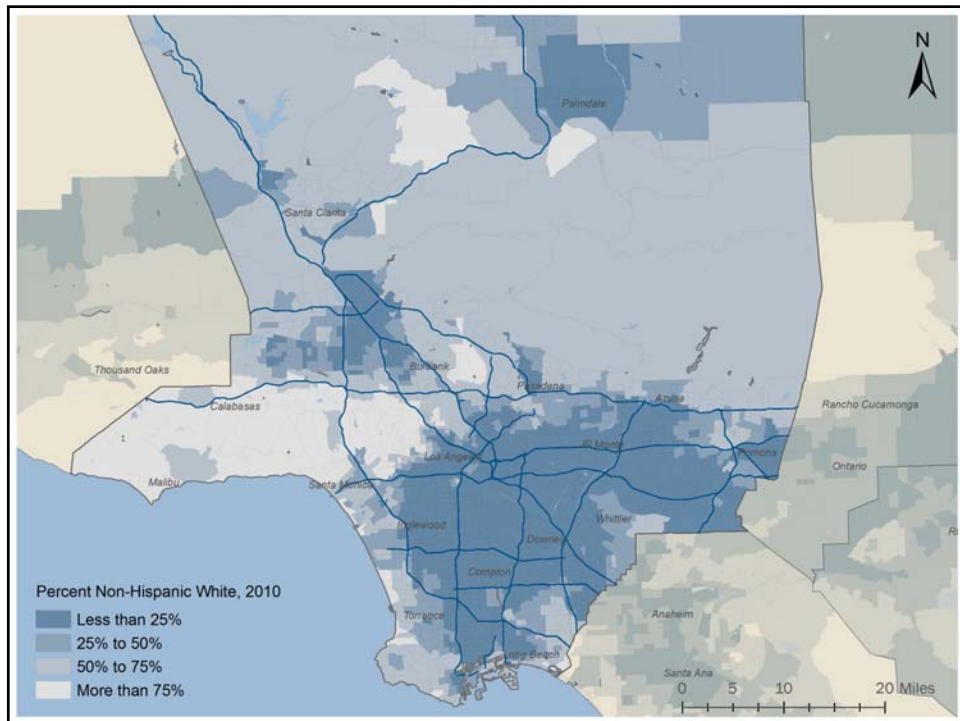 N
Palmdale
Santa Clarita
Burbank
Thousand Oaks
Pasadena
Azusa
Calabasas
Rancho Cucamonga
El Monte
Los Angeles
Pomona
Ontario
Malibu
Santa Monica
Inglewood
Whittier
Downey
Compton
Percent Non-Hispanic White, 2010
Less than 25%
25% to 50%
50% to 75%
More than 75%
Torrance
Anaheim
Long Beach
Santa Ana
0 5 10 20 Miles